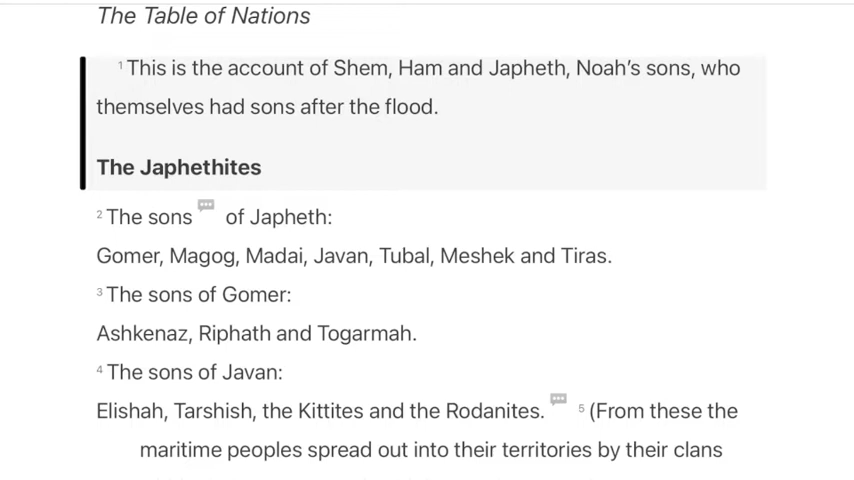 The Table of Nations
1 This is the account of Shem, Ham and Japheth, Noah’s sons, who
themselves had sons after the flood.
The Japhethites
2 The sons of Japheth:
Gomer, Magog, Madai, Javan, Tubal, Meshek and Tiras.
3 The sons of Gomer:
Ashkenaz, Riphath and Togarmah.
4 The sons of Javan:
Elishah, Tarshish, the Kittites and the Rodanites. 5 (From these the
maritime peoples spread out into their territories by their clans